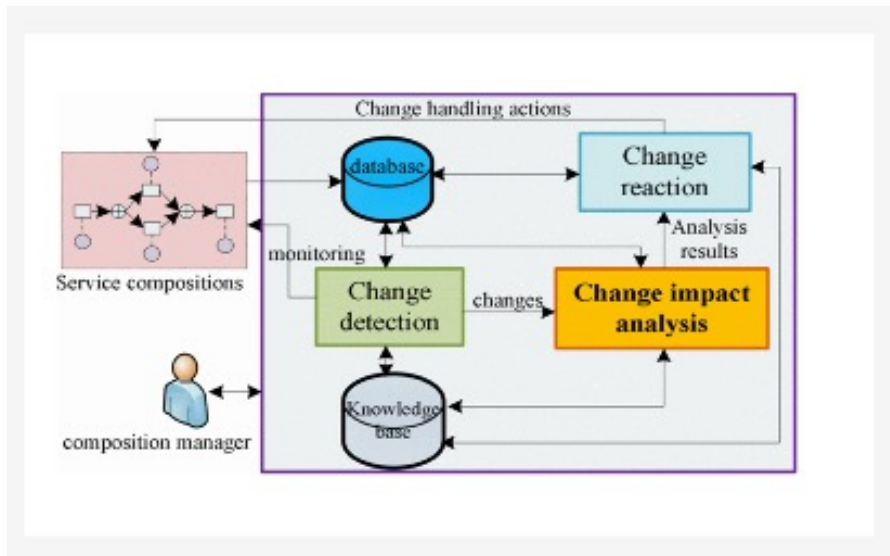 Change handling actions
database
Change
reaction
Analysis
results
monitoring
Service compositions
Change
detection
changes
Change impact
analysis
Knowledge
base
composition manager